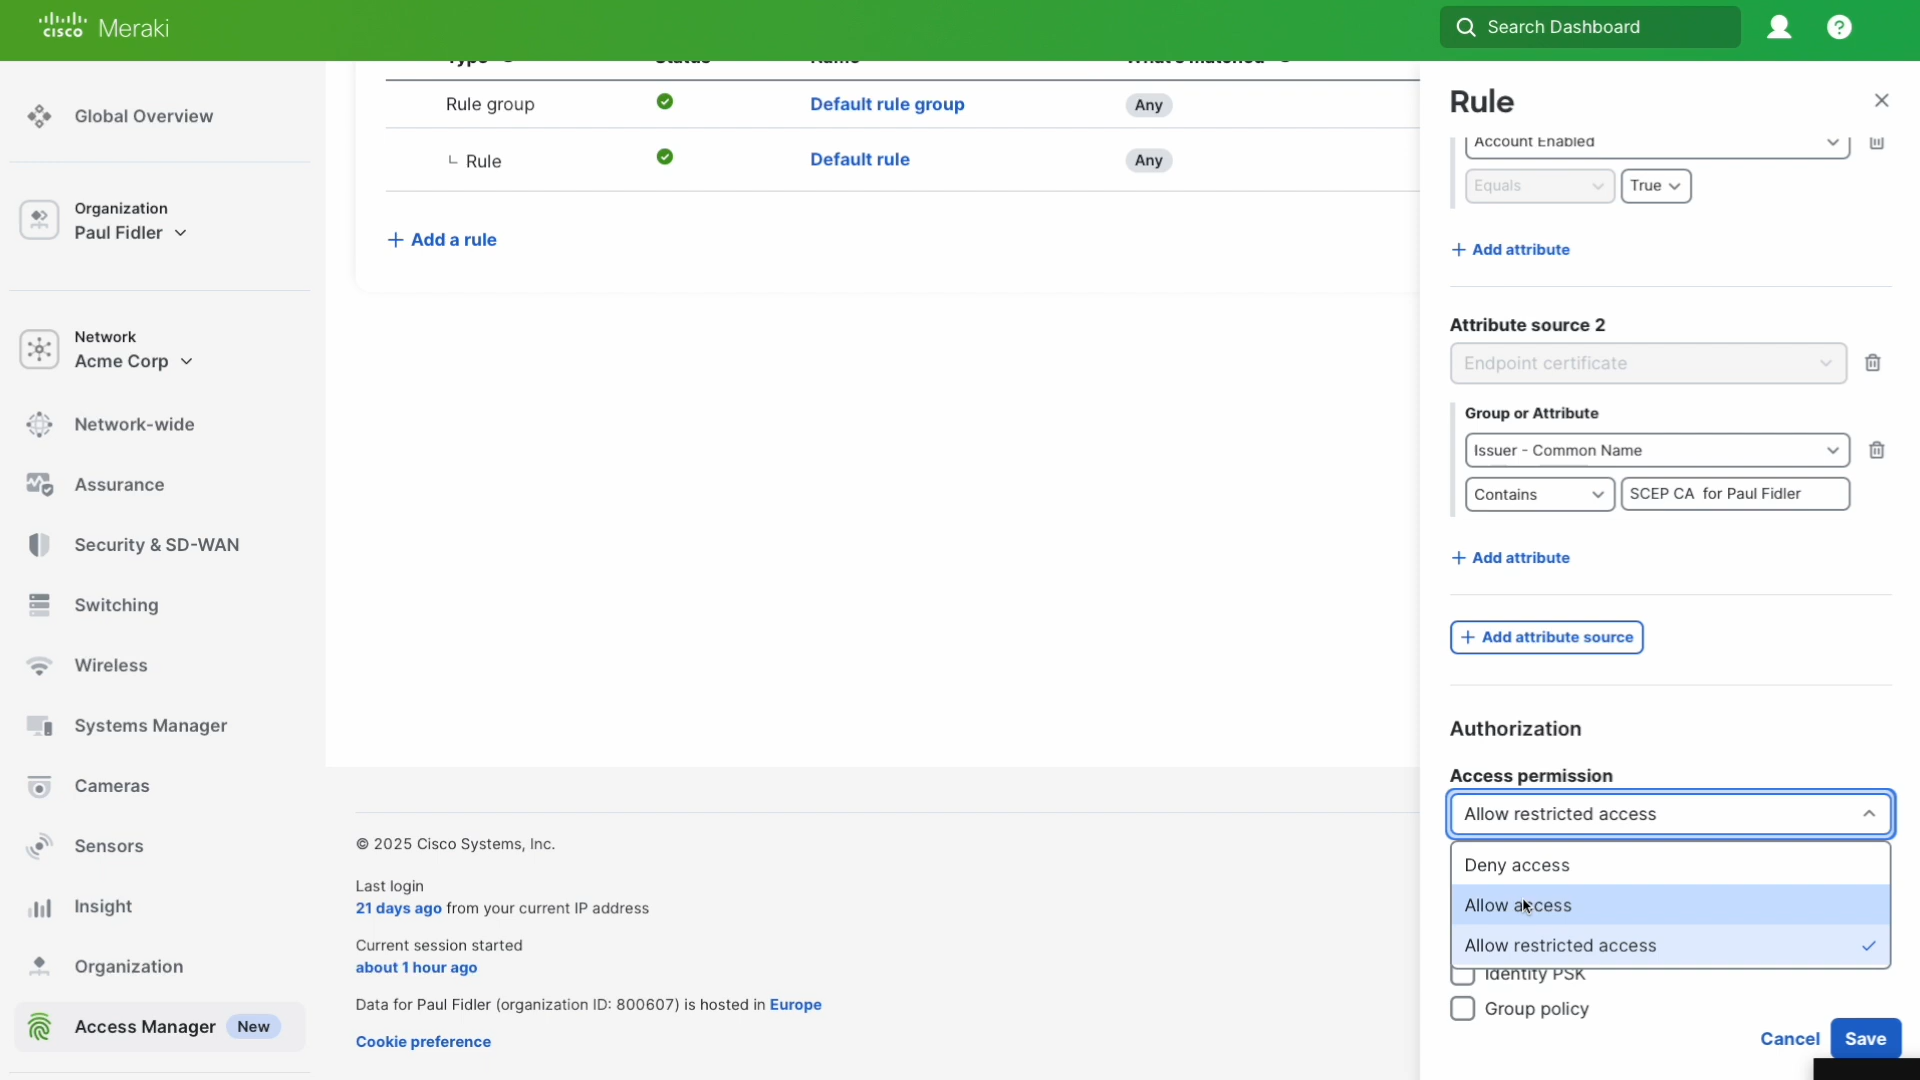 cisco Meraki
Search Dashboard
Global Overview
Organization
Paul Fidler
Network
Acme Corp
Network-wide
Assurance
Security & SD-WAN
Switching
Wireless
Systems Manager
Cameras
Sensors
Insight
Organization
Access Manager New
Type Status Name What's matched
Rule group Default rule group Any
Rule Default rule Any
+ Add a rule
© 2025 Cisco Systems, Inc.
Last login
21 days ago from your current IP address
Current session started
about 1 hour ago
Data for Paul Fidler (organization ID: 800607) is hosted in Europe
Cookie preference
Rule
Account Enabled
Equals True
+ Add attribute
Attribute source 2
Endpoint certificate
Group or Attribute
Issuer - Common Name
Contains SCEP CA for Paul Fidler
+ Add attribute
+ Add attribute source
Authorization
Access permission
Allow restricted access
Deny access
Allow access
Allow restricted access
Identity PSK
Group policy
Cancel Save